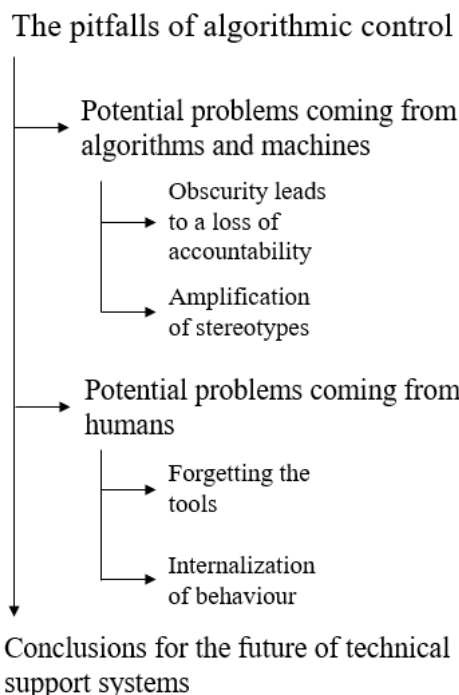 The pitfalls of algorithmic control
Potential problems coming from
algorithms and machines
Obscurity leads
to a loss of
accountability
Amplification
of stereotypes
Potential problems coming from
humans
Forgetting the
tools
Internalization
of behaviour
Conclusions for the future of technical
support systems